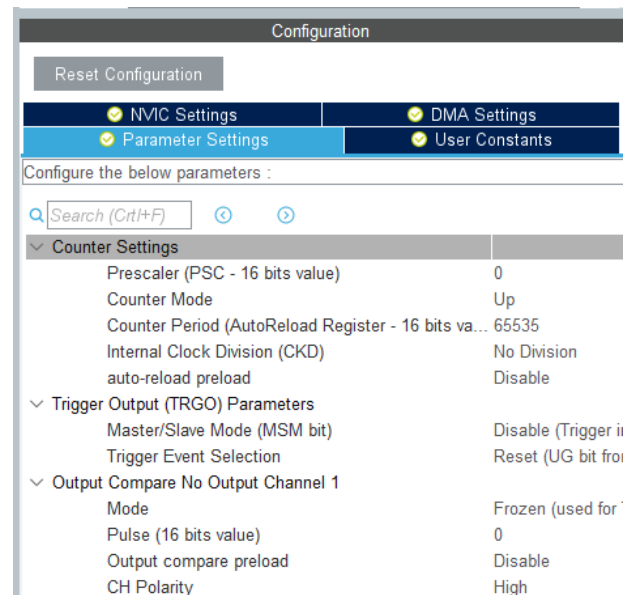 Configuration
Reset Configuration
NVIC Settings DMA Settings
Parameter Settings User Constants
Configure the below parameters :
Search (Crtl+F)
Counter Settings
Prescaler (PSC - 16 bits value) 0
Counter Mode Up
Counter Period (AutoReload Register - 16 bits va... 65535
Internal Clock Division (CKD) No Division
auto-reload preload Disable
Trigger Output (TRGO) Parameters
Master/Slave Mode (MSM bit) Disable (Trigger i
Trigger Event Selection Reset (UG bit fro
Output Compare No Output Channel 1
Mode Frozen (used for
Pulse (16 bits value) 0
Output compare preload Disable
CH Polarity High